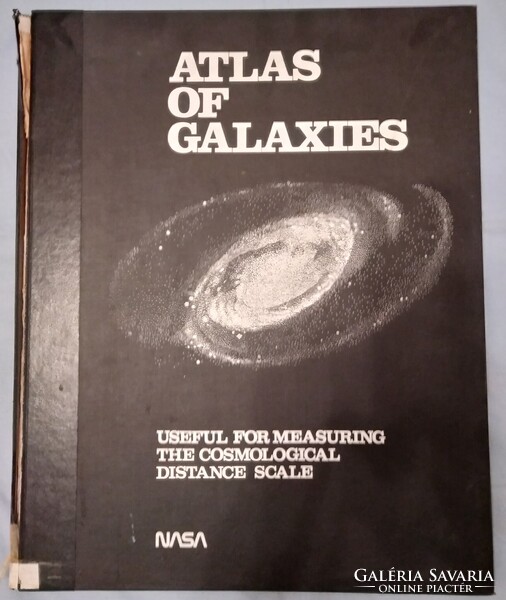 ATLAS
OF
GALAXIES
USEFUL FOR MEASURING
THE COSMOLOGICAL
DISTANCE SCALE
NASA
GALÉRIA SAVARIA
ONLINE PIACTÉR